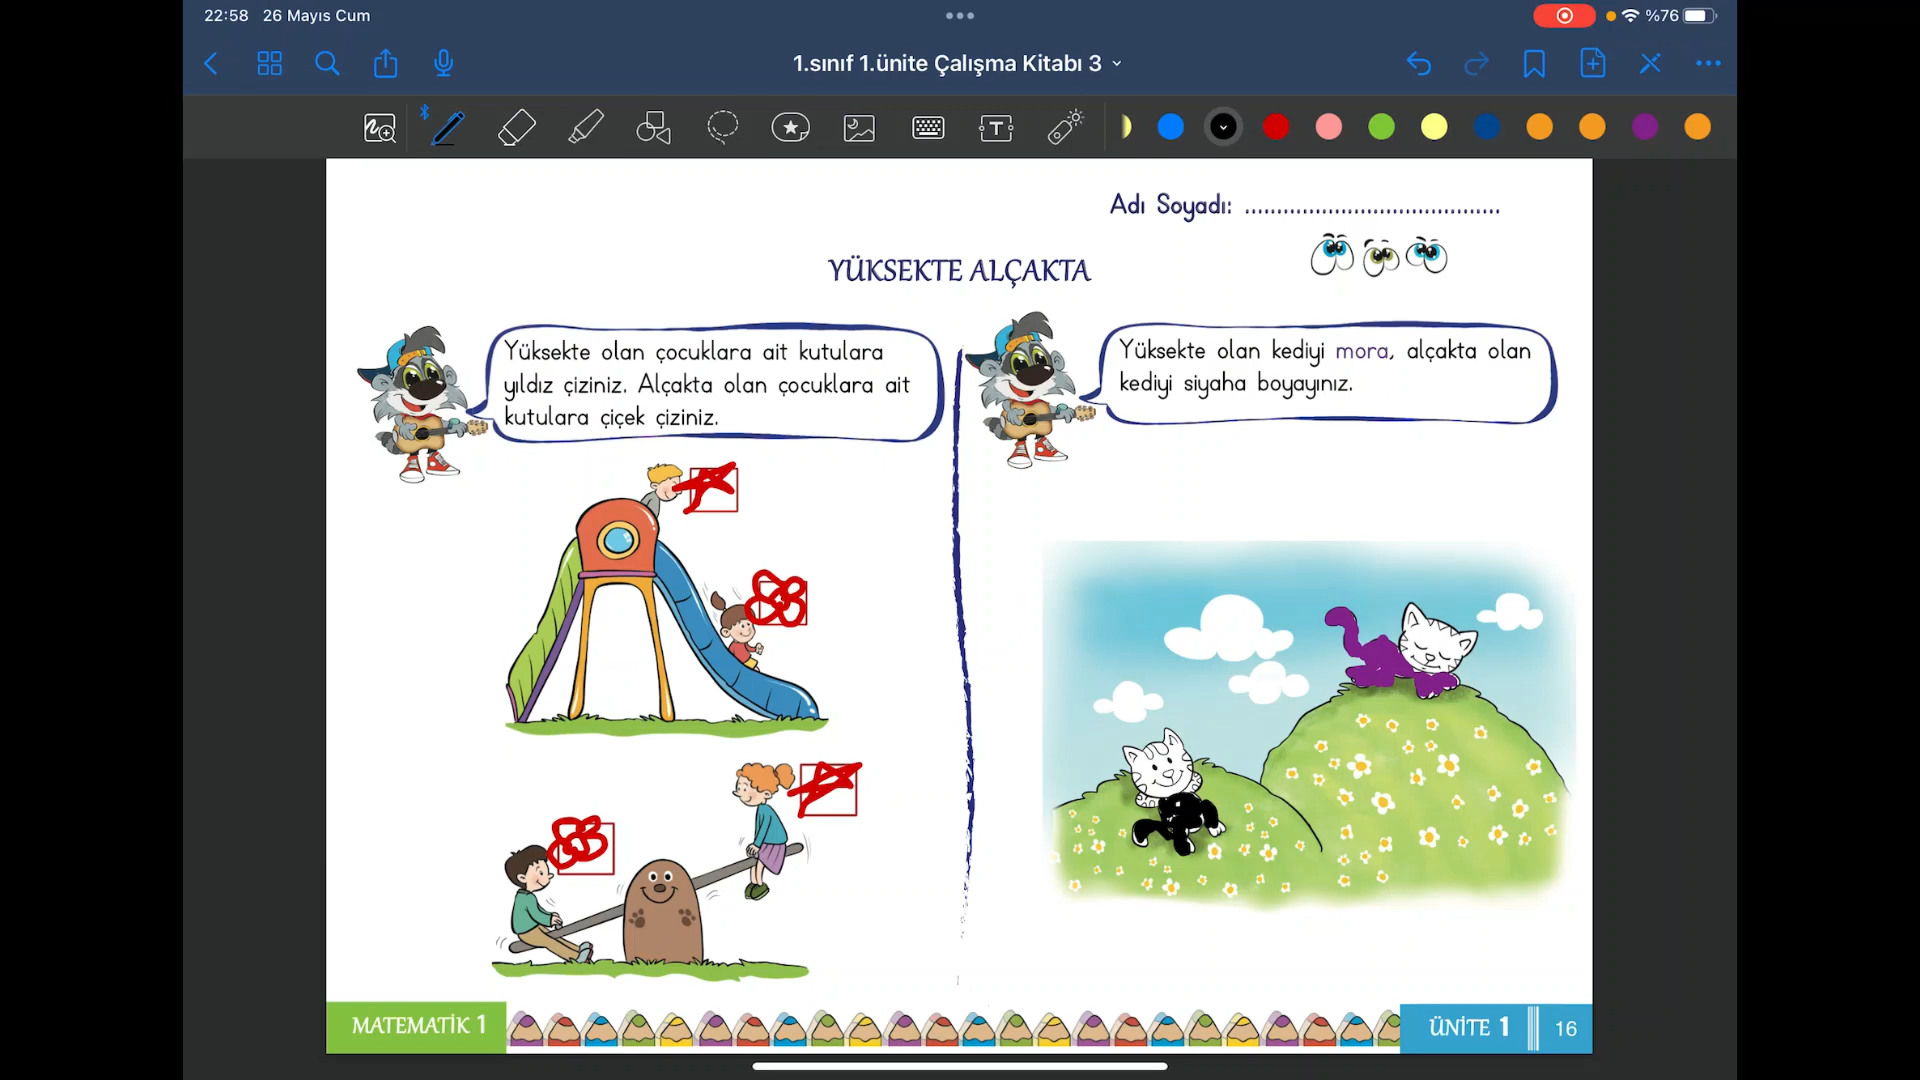 22:58 26 Mayıs Cum
%76
1.sınıf 1.ünite Çalışma Kitabı 3
T
Adı Soyadı: ........................................
YÜKSEKTE ALÇAKTA
Yüksekte olan çocuklara ait kutulara
yıldız çiziniz. Alçakta olan çocuklara ait
kutulara çiçek çiziniz.
Yüksekte olan kediyi mora, alçakta olan
kediyi siyaha boyayınız.
MATEMATİK 1
ÜNİTE 1
16